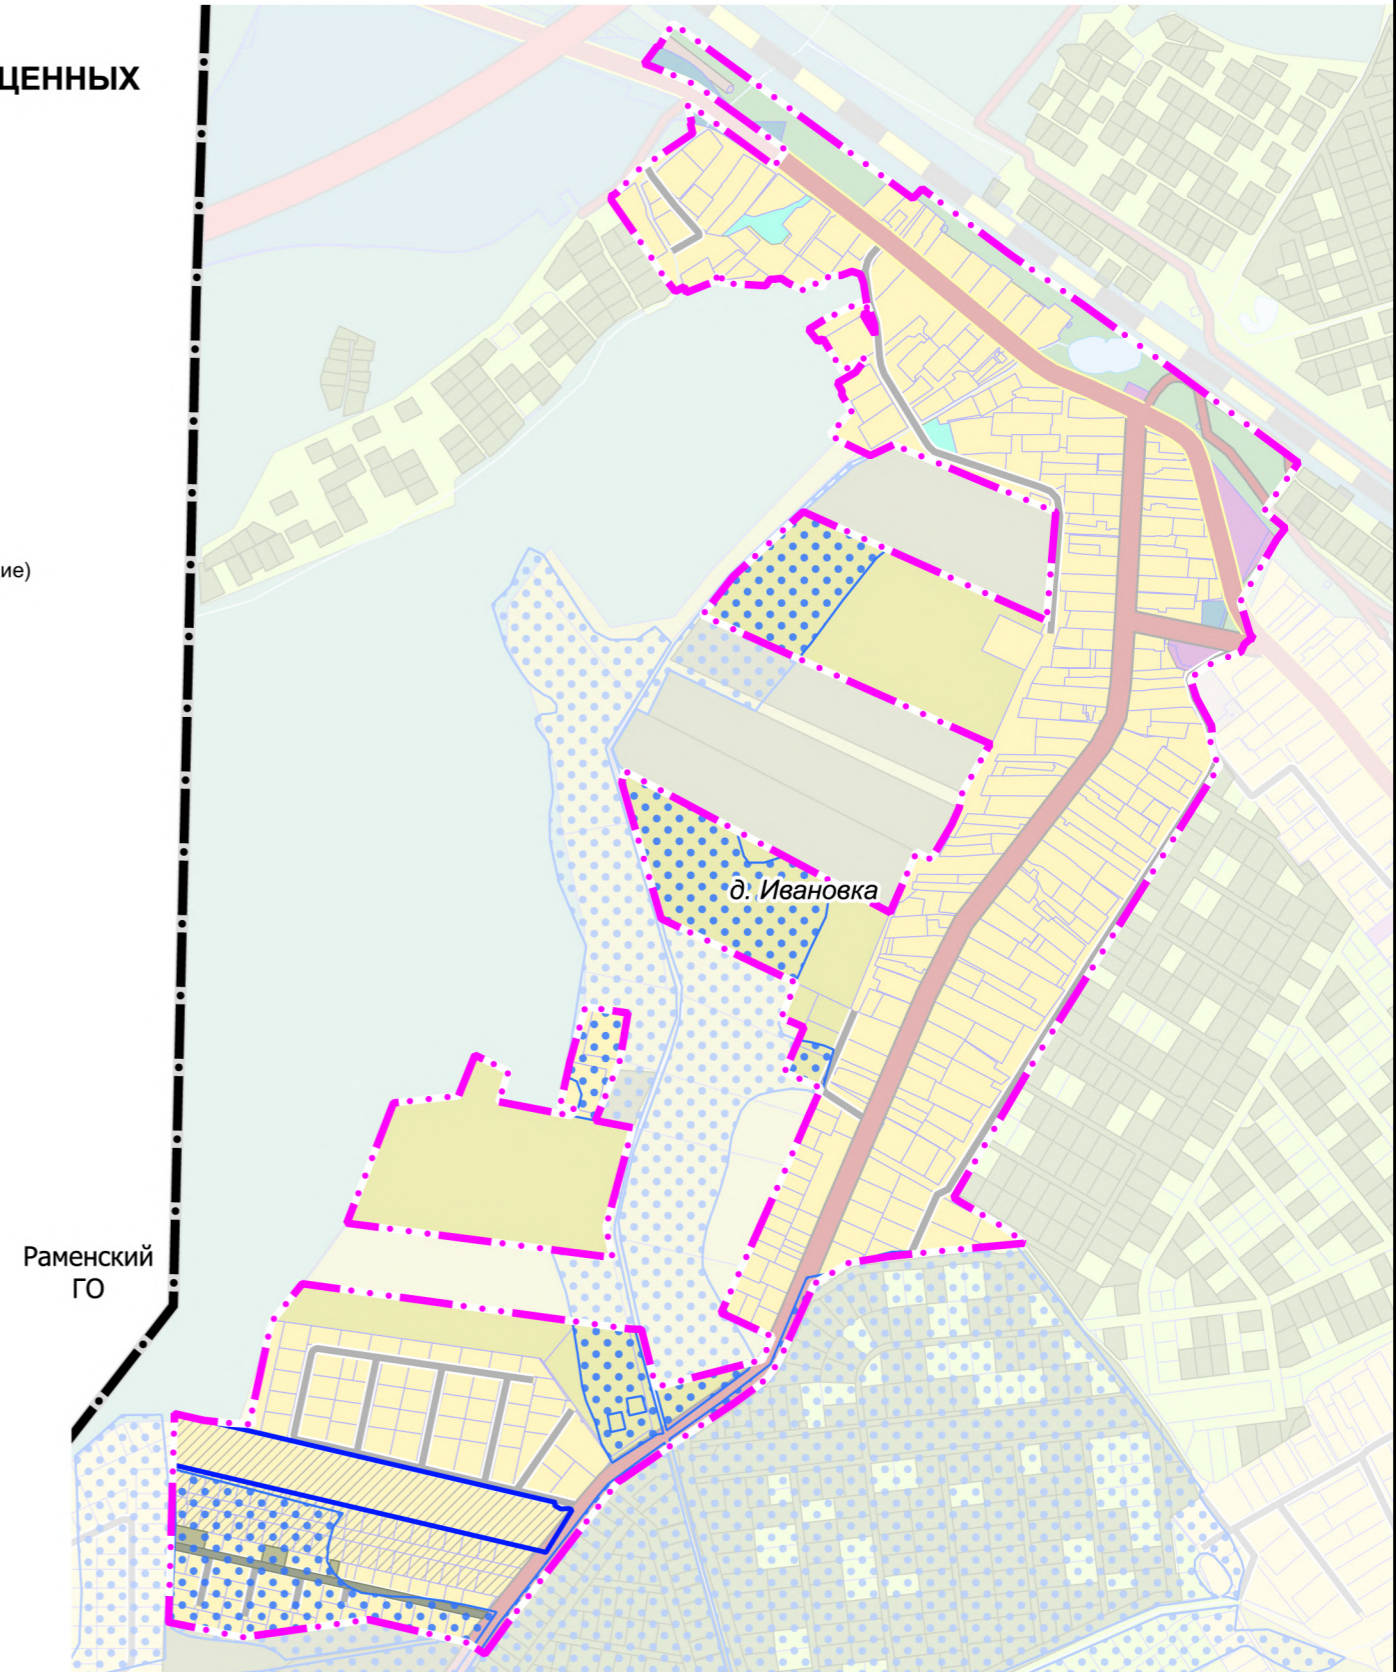 ЦЕННЫХ
ие)
д. Ивановка
Раменский
ГО